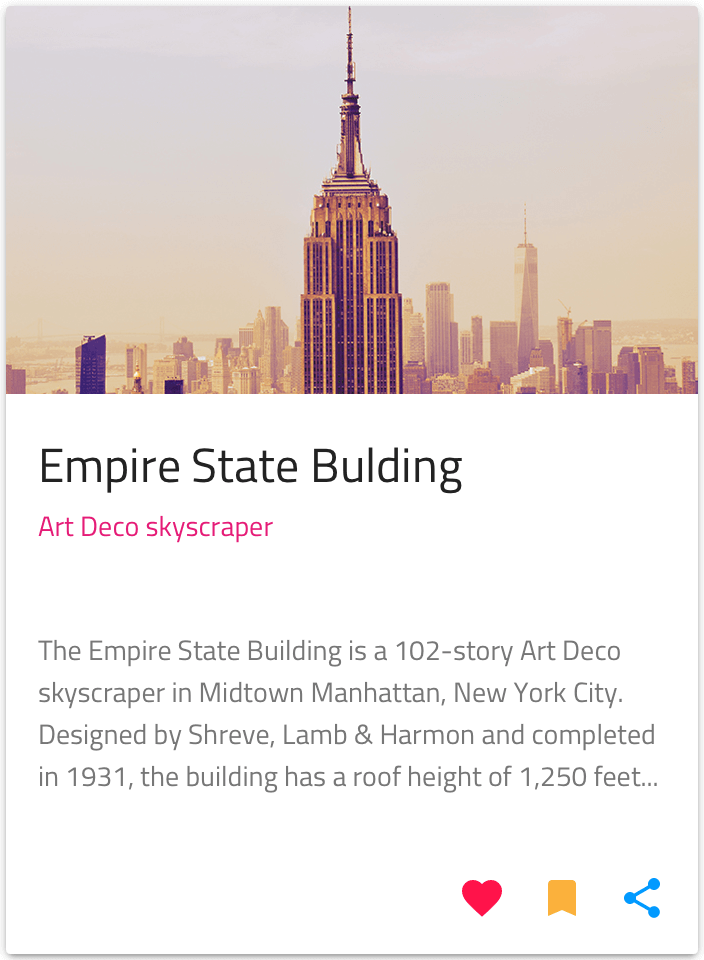 Empire State Bulding
Art Deco skyscraper
The Empire State Building is a 102-story Art Deco
skyscraper in Midtown Manhattan, New York City.
Designed by Shreve, Lamb & Harmon and completed
in 1931, the building has a roof height of 1,250 feet...